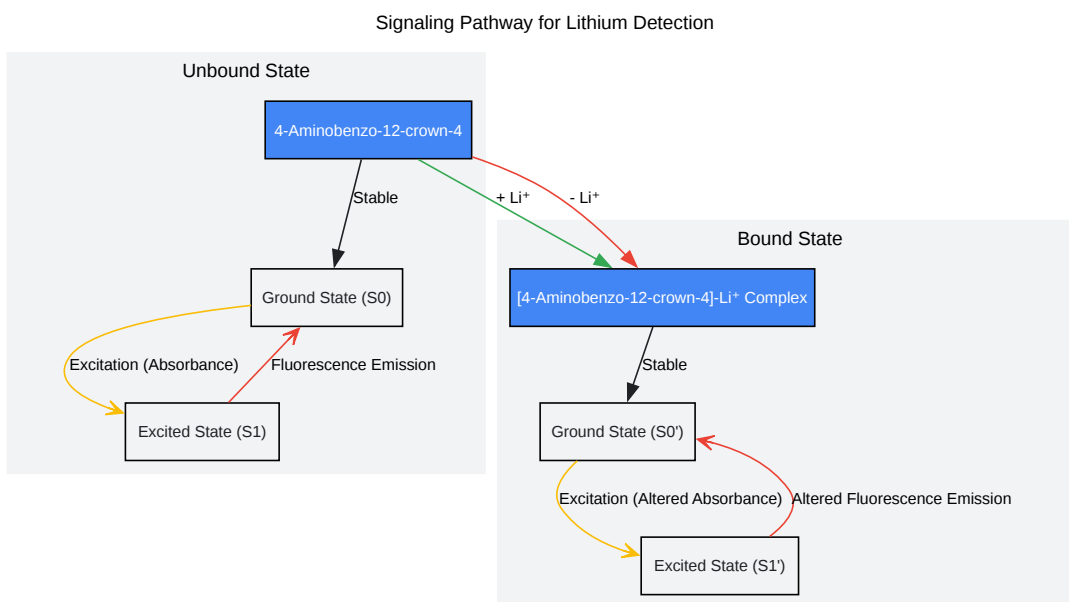 Signaling Pathway for Lithium Detection
Unbound State
4-Aminobenzo-12-crown-4
Stable
+ Li⁺
- Li⁺
Bound State
Ground State (S0)
[4-Aminobenzo-12-crown-4]-Li⁺ Complex
Excitation (Absorbance)
Fluorescence Emission
Stable
Excited State (S1)
Ground State (S0')
Excitation (Altered Absorbance)
Altered Fluorescence Emission
Excited State (S1')